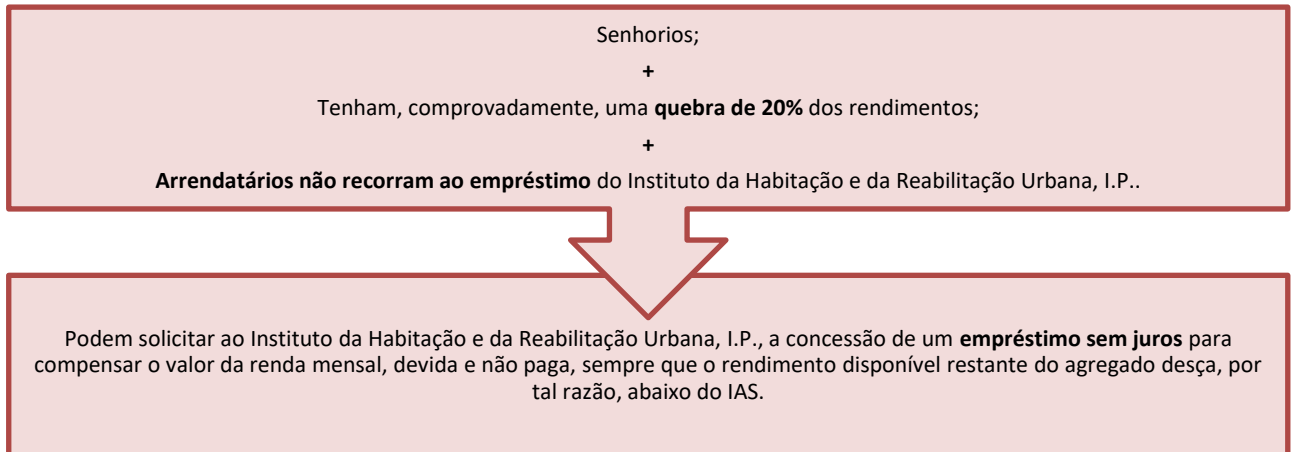 Senhorios;
+
Tenham, comprovadamente, uma quebra de 20% dos rendimentos;
+
Arrendatários não recorram ao empréstimo do Instituto da Habitação e da Reabilitação Urbana, I.P..
Podem solicitar ao Instituto da Habitação e da Reabilitação Urbana, I.P., a concessão de um empréstimo sem juros para
compensar o valor da renda mensal, devida e não paga, sempre que o rendimento disponível restante do agregado desça, por
tal razão, abaixo do IAS.